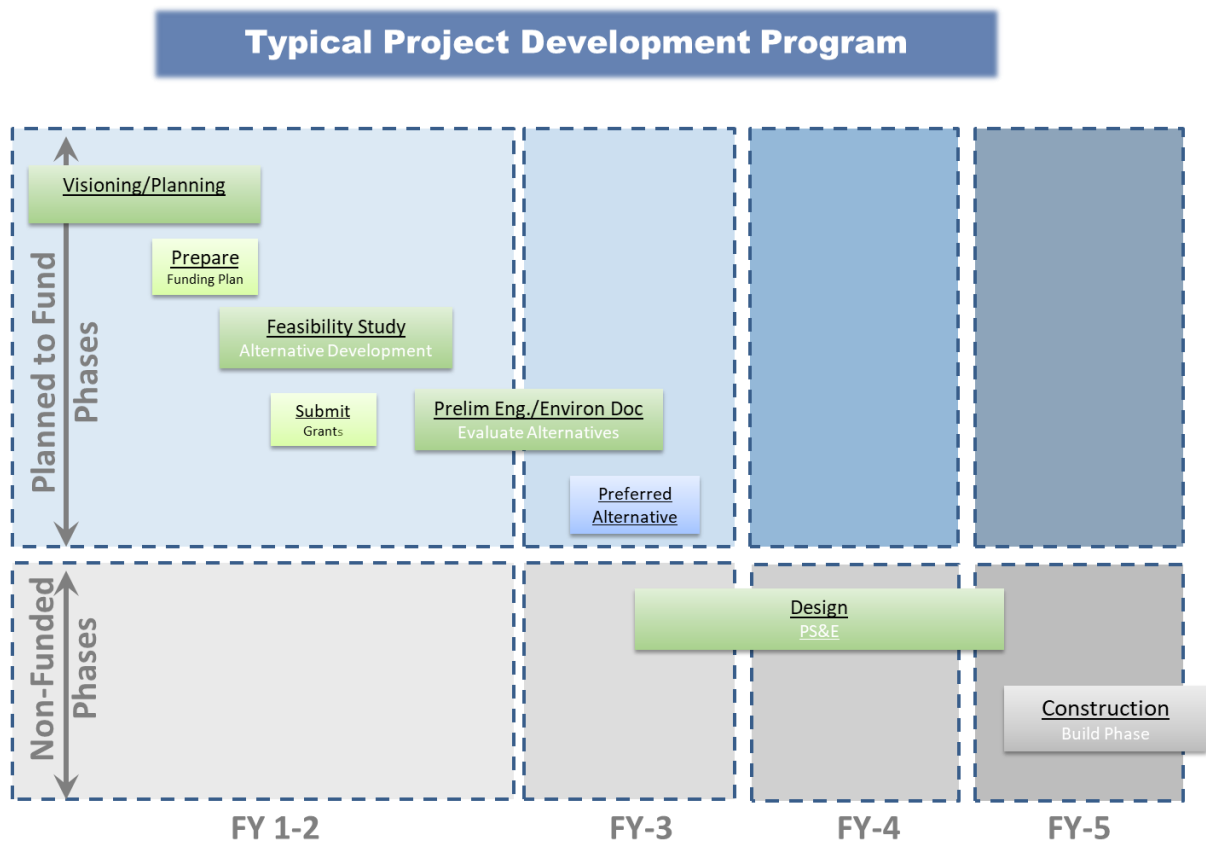 Typical Project Development Program
Planned to Fund
Phases
Visioning/Planning
Prepare
Funding Plan
Feasibility Study
Alternative Development
Submit
Grants
Prelim Eng./Environ Doc
Evaluate Alternatives
Preferred
Alternative
Non-Funded
Phases
Design
PS&E
Construction
Build Phase
FY 1-2
FY-3
FY-4
FY-5